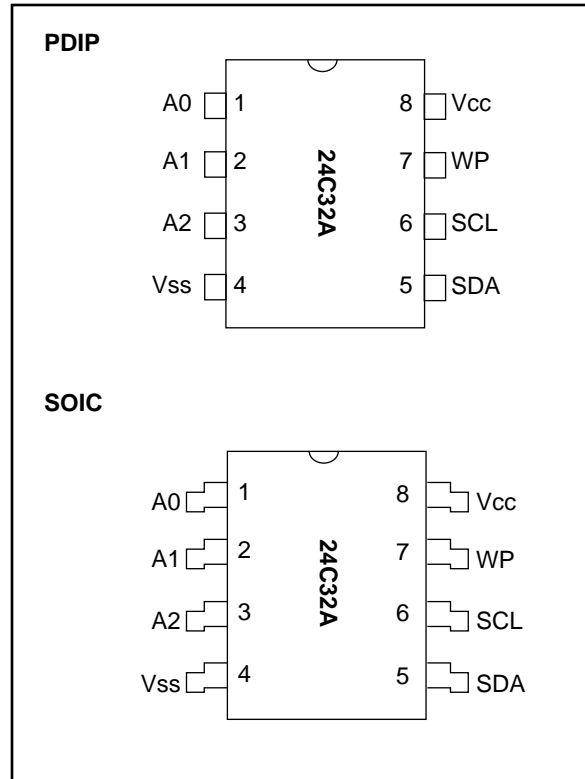 PDIP
A0 1 8 Vcc
A1 2 7 WP
24C32A
A2 3 6 SCL
Vss 4 5 SDA
SOIC
A0 1 8 Vcc
A1 2 7 WP
24C32A
A2 3 6 SCL
Vss 4 5 SDA